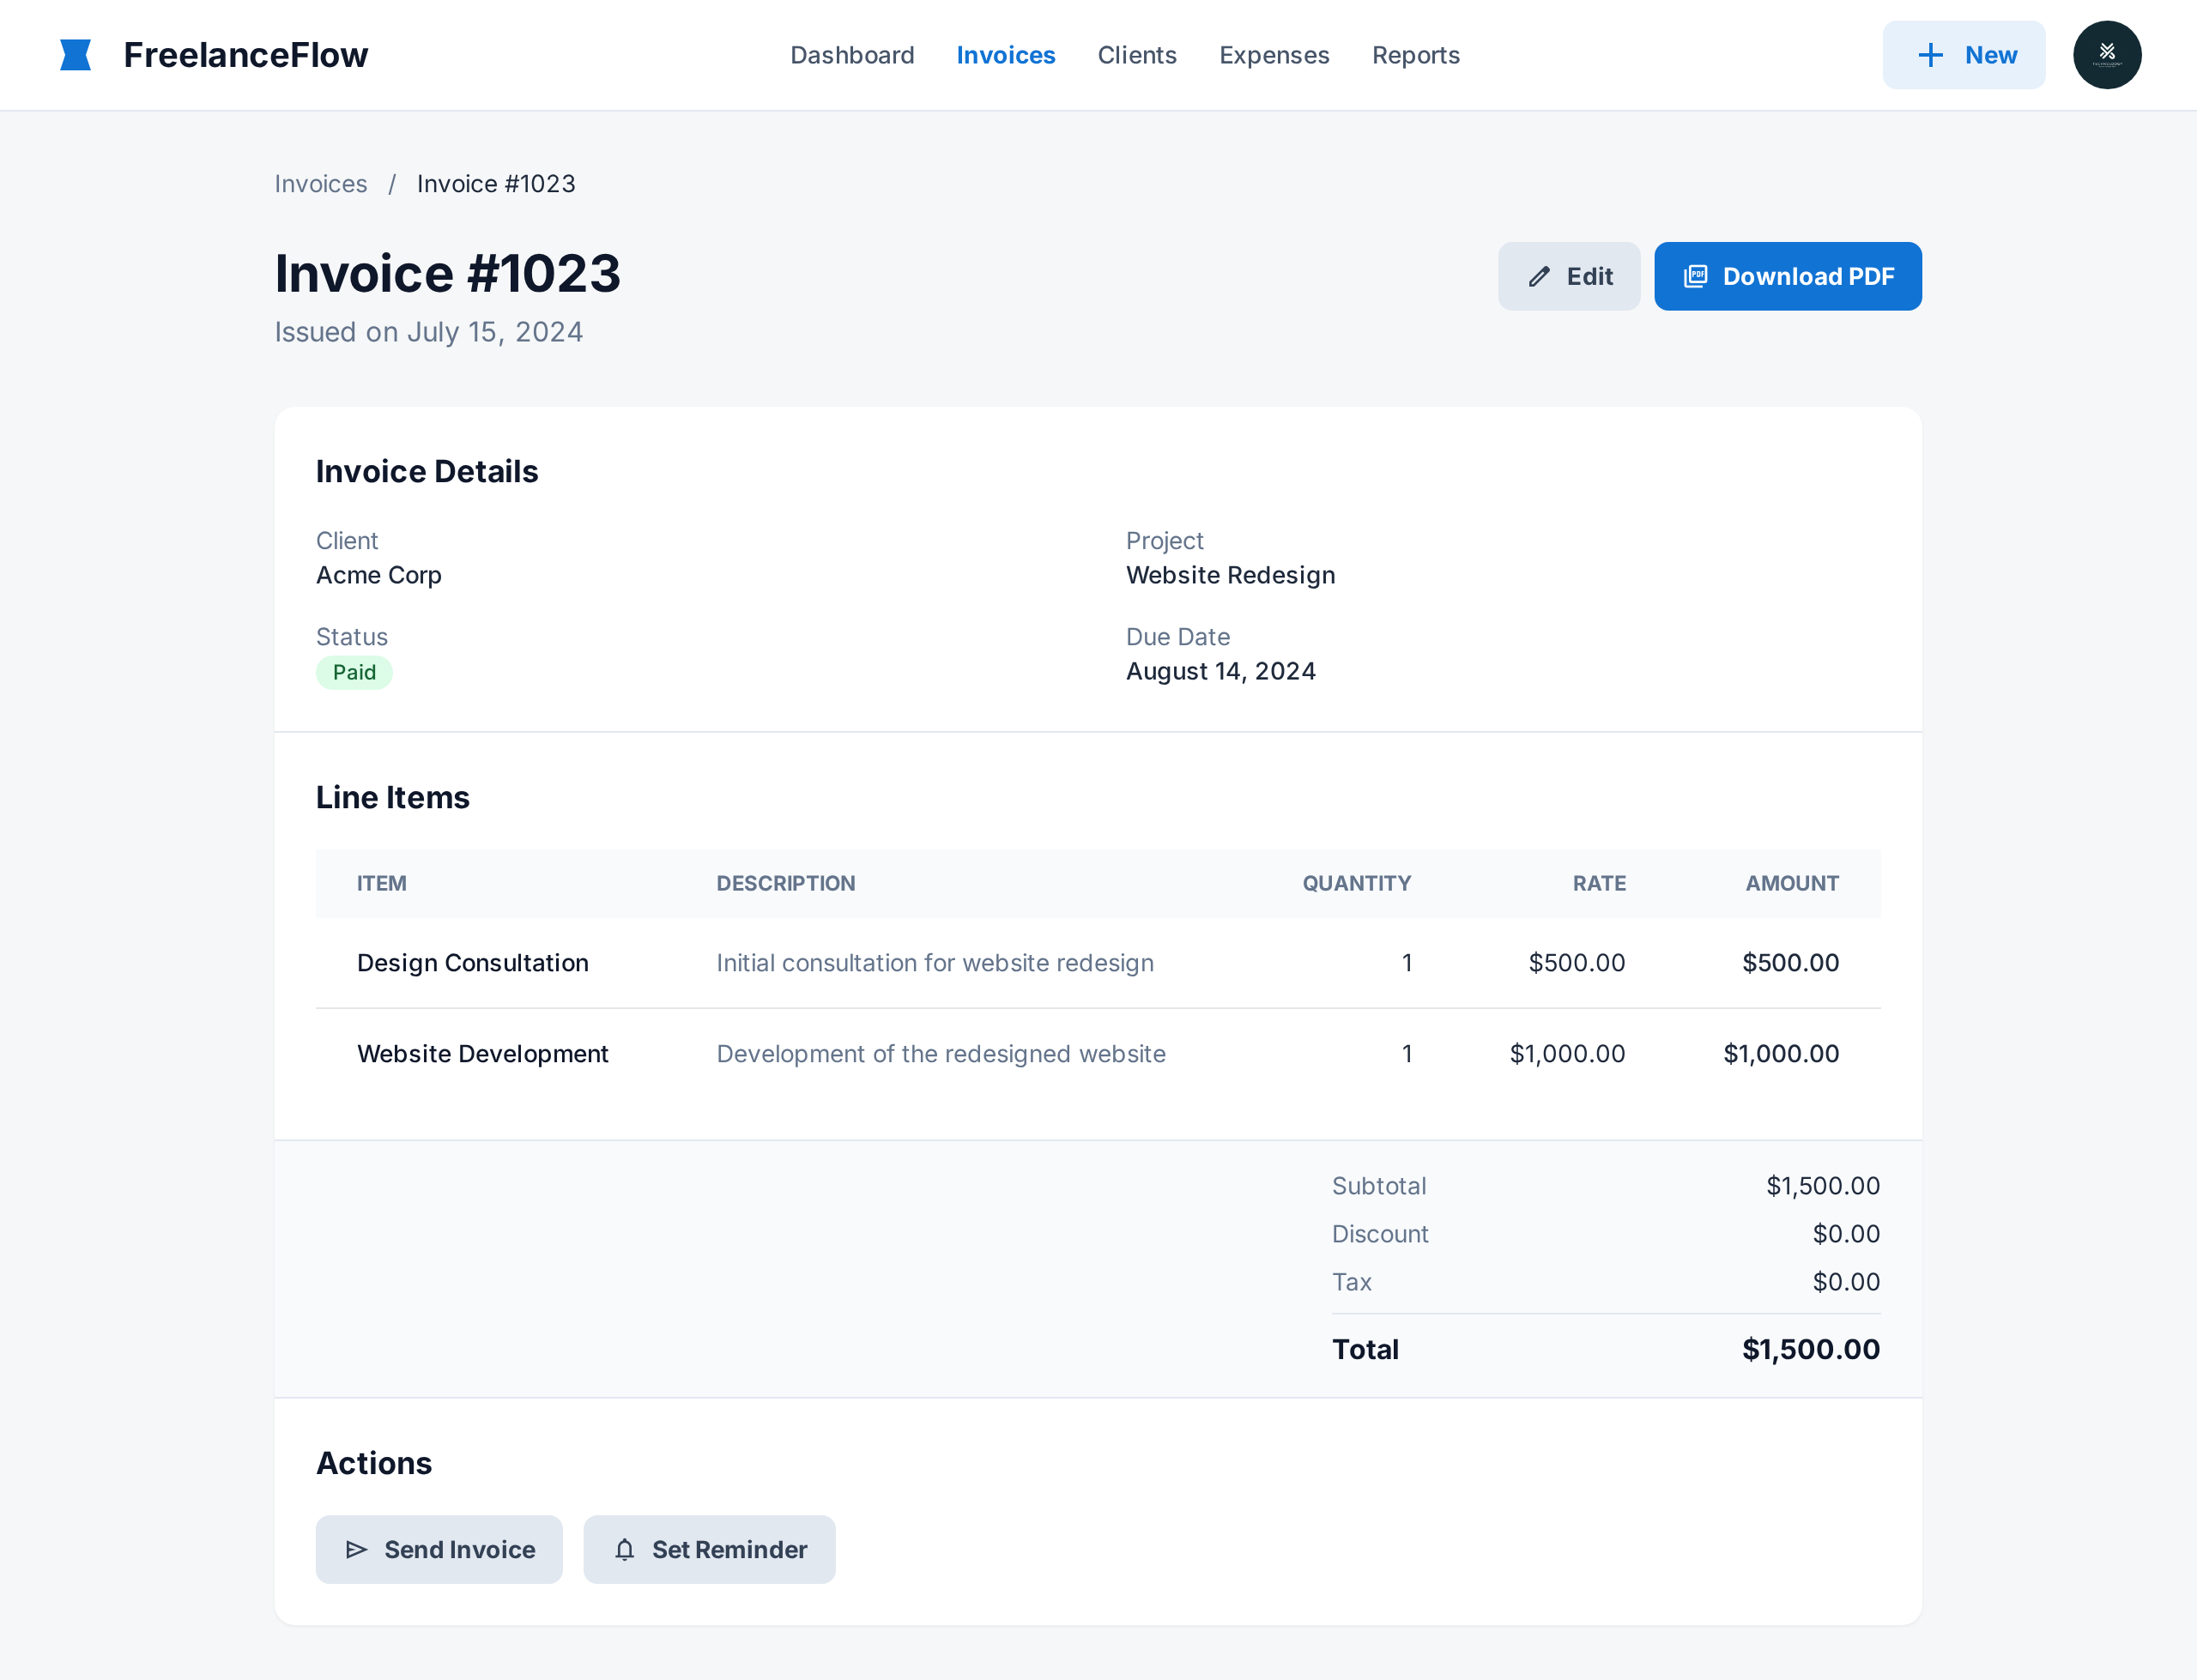 FreelanceFlow
Dashboard Invoices Clients Expenses Reports
New
Invoices / Invoice #1023
Invoice #1023
Issued on July 15, 2024
Edit
Download PDF
Invoice Details
Client
Acme Corp
Project
Website Redesign
Status
Paid
Due Date
August 14, 2024
Line Items
ITEM DESCRIPTION QUANTITY RATE AMOUNT
Design Consultation Initial consultation for website redesign 1 $500.00 $500.00
Website Development Development of the redesigned website 1 $1,000.00 $1,000.00
Subtotal $1,500.00
Discount $0.00
Tax $0.00
Total $1,500.00
Actions
Send Invoice
Set Reminder